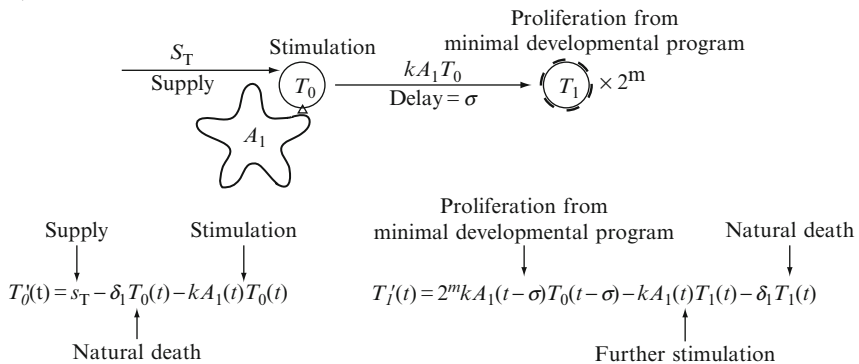 Proliferation from
minimal developmental program
Stimulation
S_T
Supply
T_0
kA_1T_0
Delay = σ
T_1 × 2^m
A_1
Supply
Stimulation
Proliferation from
minimal developmental program
Natural death
T_0'(t) = s_T − δ_1T_0(t) − kA_1(t)T_0(t)
T_1'(t) = 2^m kA_1(t−σ)T_0(t−σ) − kA_1(t)T_1(t) − δ_1T_1(t)
Natural death
Further stimulation